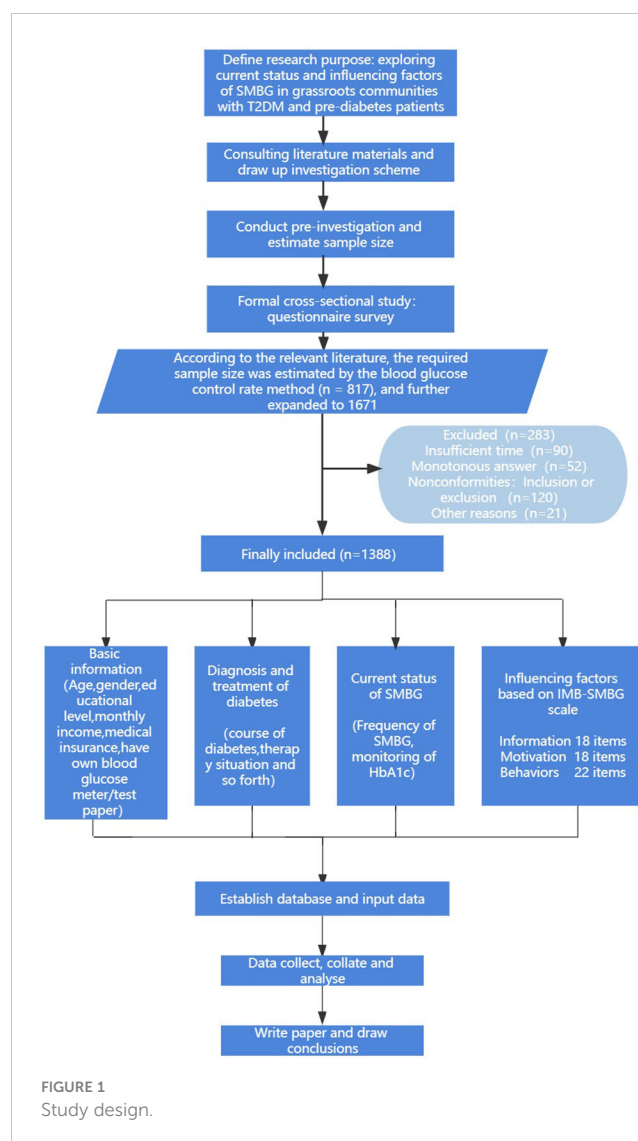 Define research purpose: exploring
current status and influencing factors
of SMBG in grassroots communities
with T2DM and pre-diabetes patients
Consulting literature materials and
draw up investigation scheme
Conduct pre-investigation and
estimate sample size
Formal cross-sectional study:
questionnaire survey
According to the relevant literature, the required
sample size was estimated by the blood glucose
control rate method (n = 817), and further
expanded to 1671
Excluded (n=283)
Insufficient time (n=90)
Monotonous answer (n=52)
Nonconformities: Inclusion or
exclusion (n=120)
Other reasons (n=21)
Finally included (n=1388)
Basic
information
(Age,gender,ed
ucational
level,monthly
income,medical
insurance,have
own blood
glucose
meter/test
paper)
Diagnosis and
treatment of
diabetes
(course of
diabetes,therap
y situation and
so forth)
Current status
of SMBG
(Frequency of
SMBG,
monitoring of
HbA1c)
Influencing factors
based on IMB-SMBG
scale
Information 18 items
Motivation 18 items
Behaviors 22 items
Establish database and input data
Data collect, collate and
analyse
Write paper and draw
conclusions
FIGURE 1
Study design.